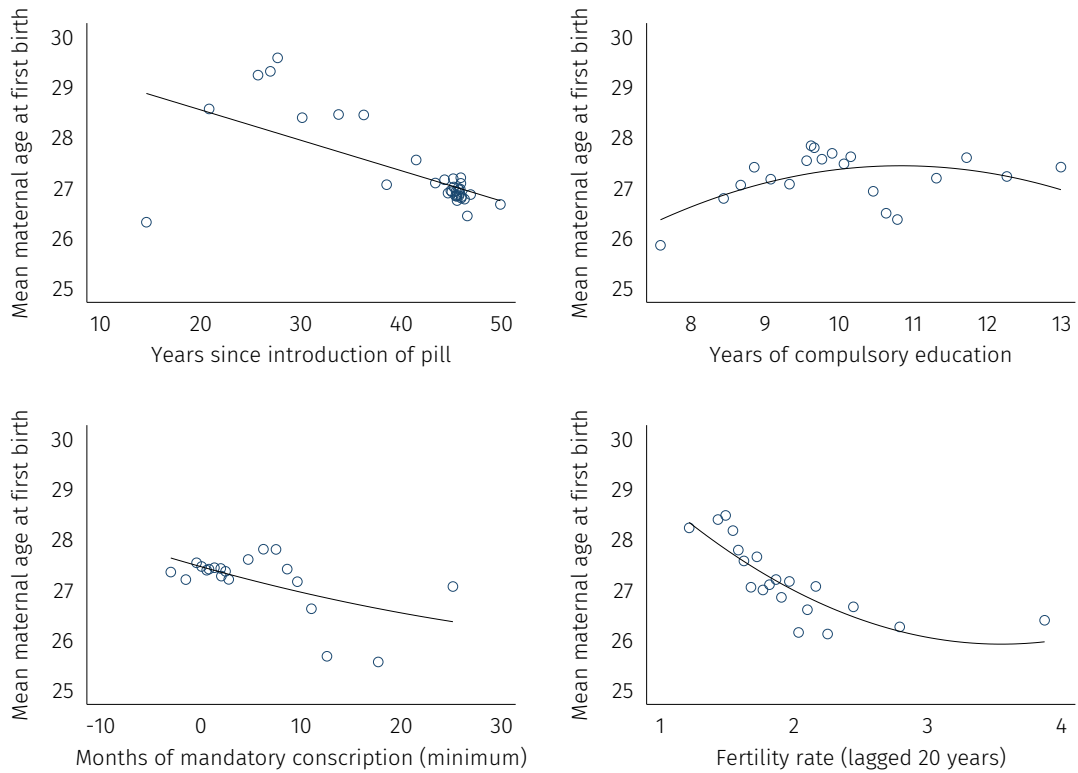 Mean maternal age at first birth
30
29
28
27
26
25
10 20 30 40 50
Years since introduction of pill
Mean maternal age at first birth
30
29
28
27
26
25
8 9 10 11 12 13
Years of compulsory education
Mean maternal age at first birth
30
29
28
27
26
25
-10 0 10 20 30
Months of mandatory conscription (minimum)
Mean maternal age at first birth
30
29
28
27
26
25
1 2 3 4
Fertility rate (lagged 20 years)